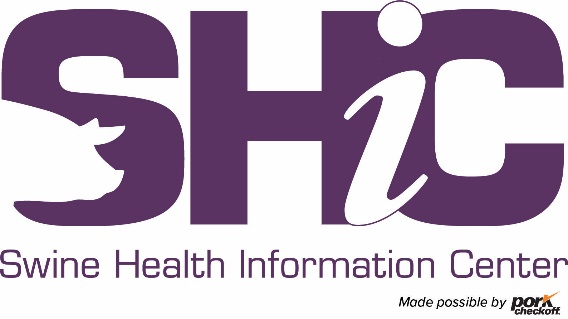 SHiC
Swine Health Information Center
Made possible by pork
checkoff.